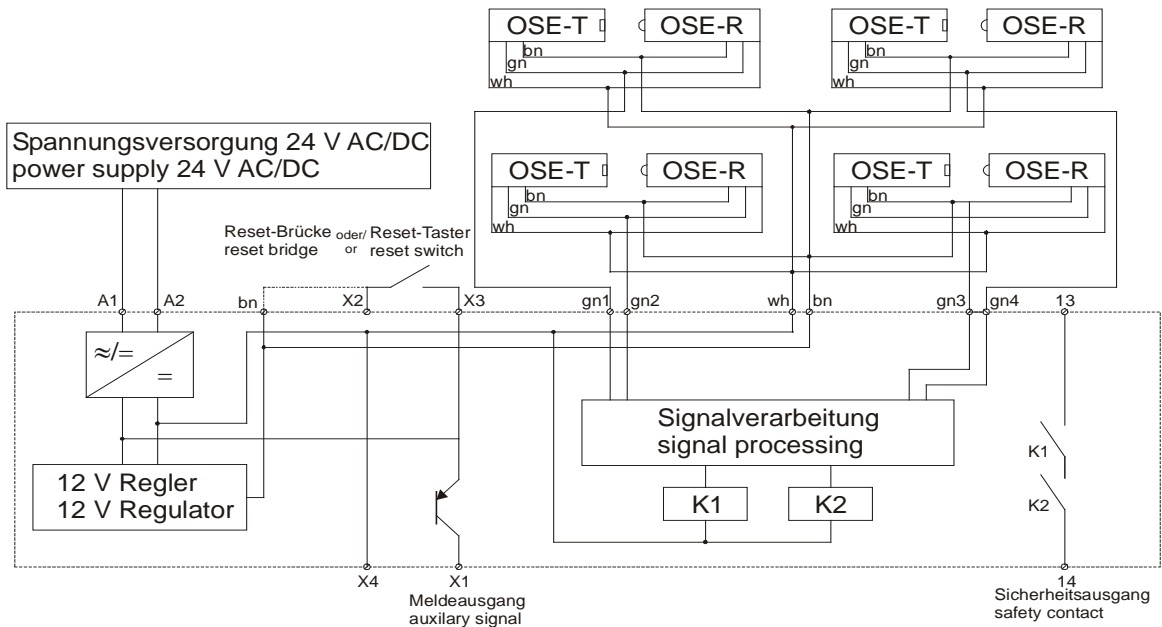 OSE-T
OSE-R
OSE-T
OSE-R
bn
gn
wh
bn
gn
wh
Spannungsversorgung 24 V AC/DC
power supply 24 V AC/DC
OSE-T
OSE-R
OSE-T
OSE-R
bn
gn
wh
bn
gn
wh
Reset-Brücke oder/ Reset-Taster
reset bridge or reset switch
A1
A2
bn
X2
X3
gn1
gn2
wh
bn
gn3
gn4
13
≈/=
=
Signalverarbeitung
signal processing
12 V Regler
12 V Regulator
K1
K2
K1
K2
X4
X1
14
Meldeausgang
auxilary signal
Sicherheitsausgang
safety contact